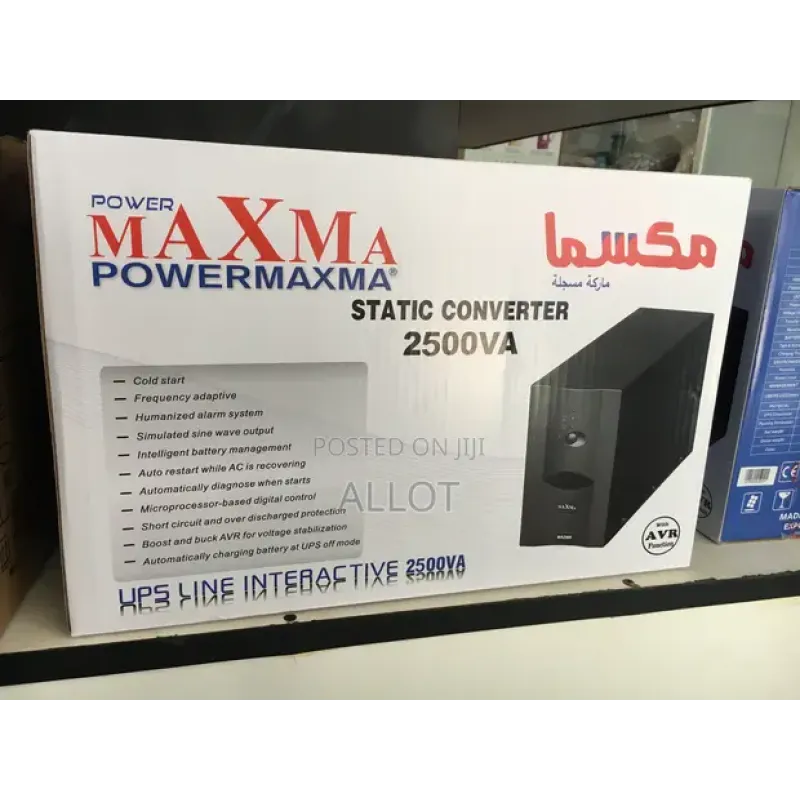 POWER
MAXMA
POWERMAXMA®
مكسما
ماركة مسجلة
STATIC CONVERTER
2500VA
— Cold start
— Frequency adaptive
— Humanized alarm system
— Simulated sine wave output
— Intelligent battery management
— Auto restart while AC is recovering
— Automatically diagnose when starts
— Microprocessor-based digital control
— Short circuit and over discharged protection
— Boost and buck AVR for voltage stabilization
— Automatically charging battery at UPS off mode
UPS LINE INTERACTIVE 2500VA
MAXMA
With
AVR
Function
POSTED ON JIJI
ALLOT
CE